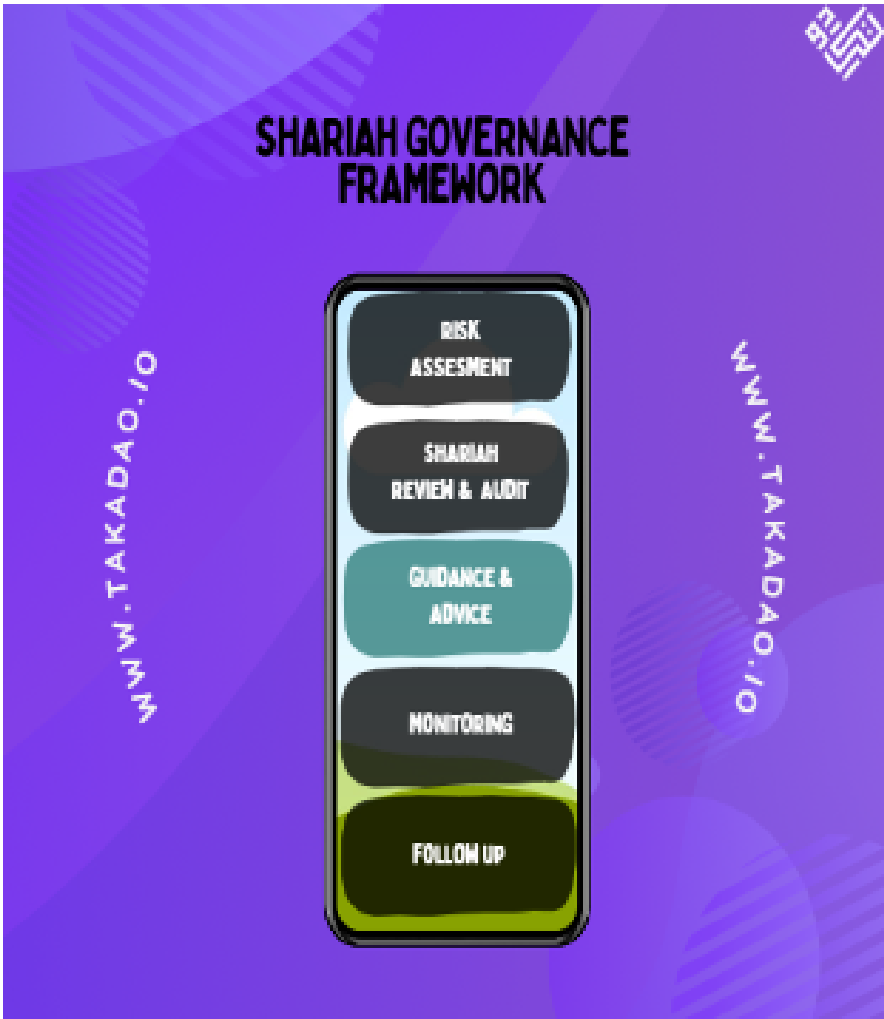 SHARIAH GOVERNANCE
FRAMEWORK
WWW.TAKADAO.IO
RISK
ASSESMENT
SHARIAH
REVIEW & AUDIT
GUIDANCE &
ADVICE
MONITORING
FOLLOW UP
WWW.TAKADAO.IO